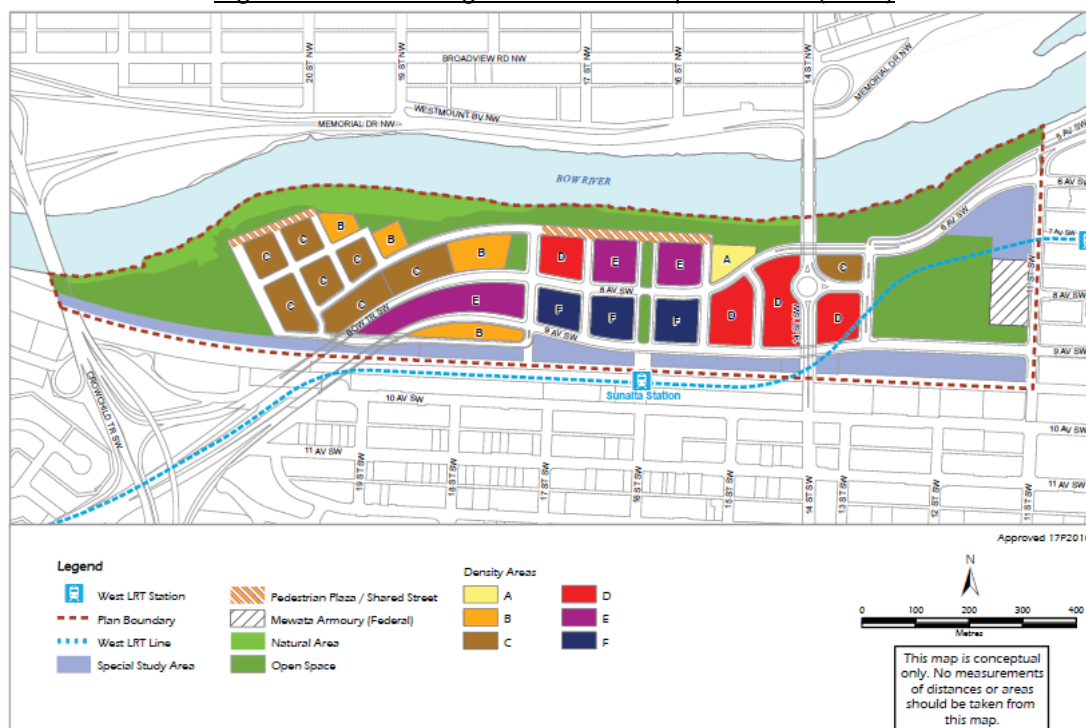 BROADVIEW RD NW
20 ST NW
19 ST NW
17 ST NW
16 ST NW
14 ST NW
MEMORIAL DR NW
WESTMOUNT BV NW
MEMORIAL DR NW
BOW RIVER
5 AV SW
6 AV SW
6 AV SW
7 AV SW
11 ST SW
8 AV SW
9 AV SW
B
C
C
B
C
C
C
C
B
D
E
E
A
C
C
BOW TR SW
E
8 AV SW
F
F
F
D
D
14 ST SW
D
B
9 AV SW
Sunalta Station
CROWCHILD TR SW
10 AV SW
10 AV SW
11 AV SW
11 AV SW
19 ST SW
18 ST SW
17 ST SW
16 ST SW
15 ST SW
14 ST SW
13 ST SW
12 ST SW
11 ST SW
Approved 17P2010
Legend
West LRT Station
Plan Boundary
West LRT Line
Special Study Area
Pedestrian Plaza / Shared Street
Mewata Armoury (Federal)
Natural Area
Open Space
Density Areas
A
B
C
D
E
F
N
0 100 200 300 400
Metres
This map is conceptual
only. No measurements
of distances or areas
should be taken from
this map.